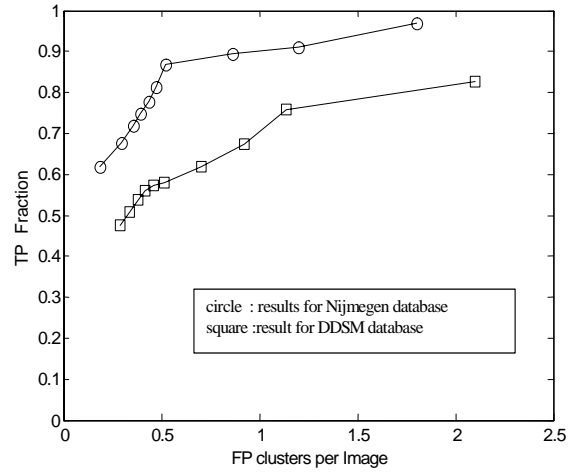 1
0.9
0.8
0.7
0.6
0.5
0.4
0.3
0.2
0.1
0
TP Fraction
circle : results for Nijmegen database
square :result for DDSM database
0 0.5 1 1.5 2 2.5
FP clusters per Image